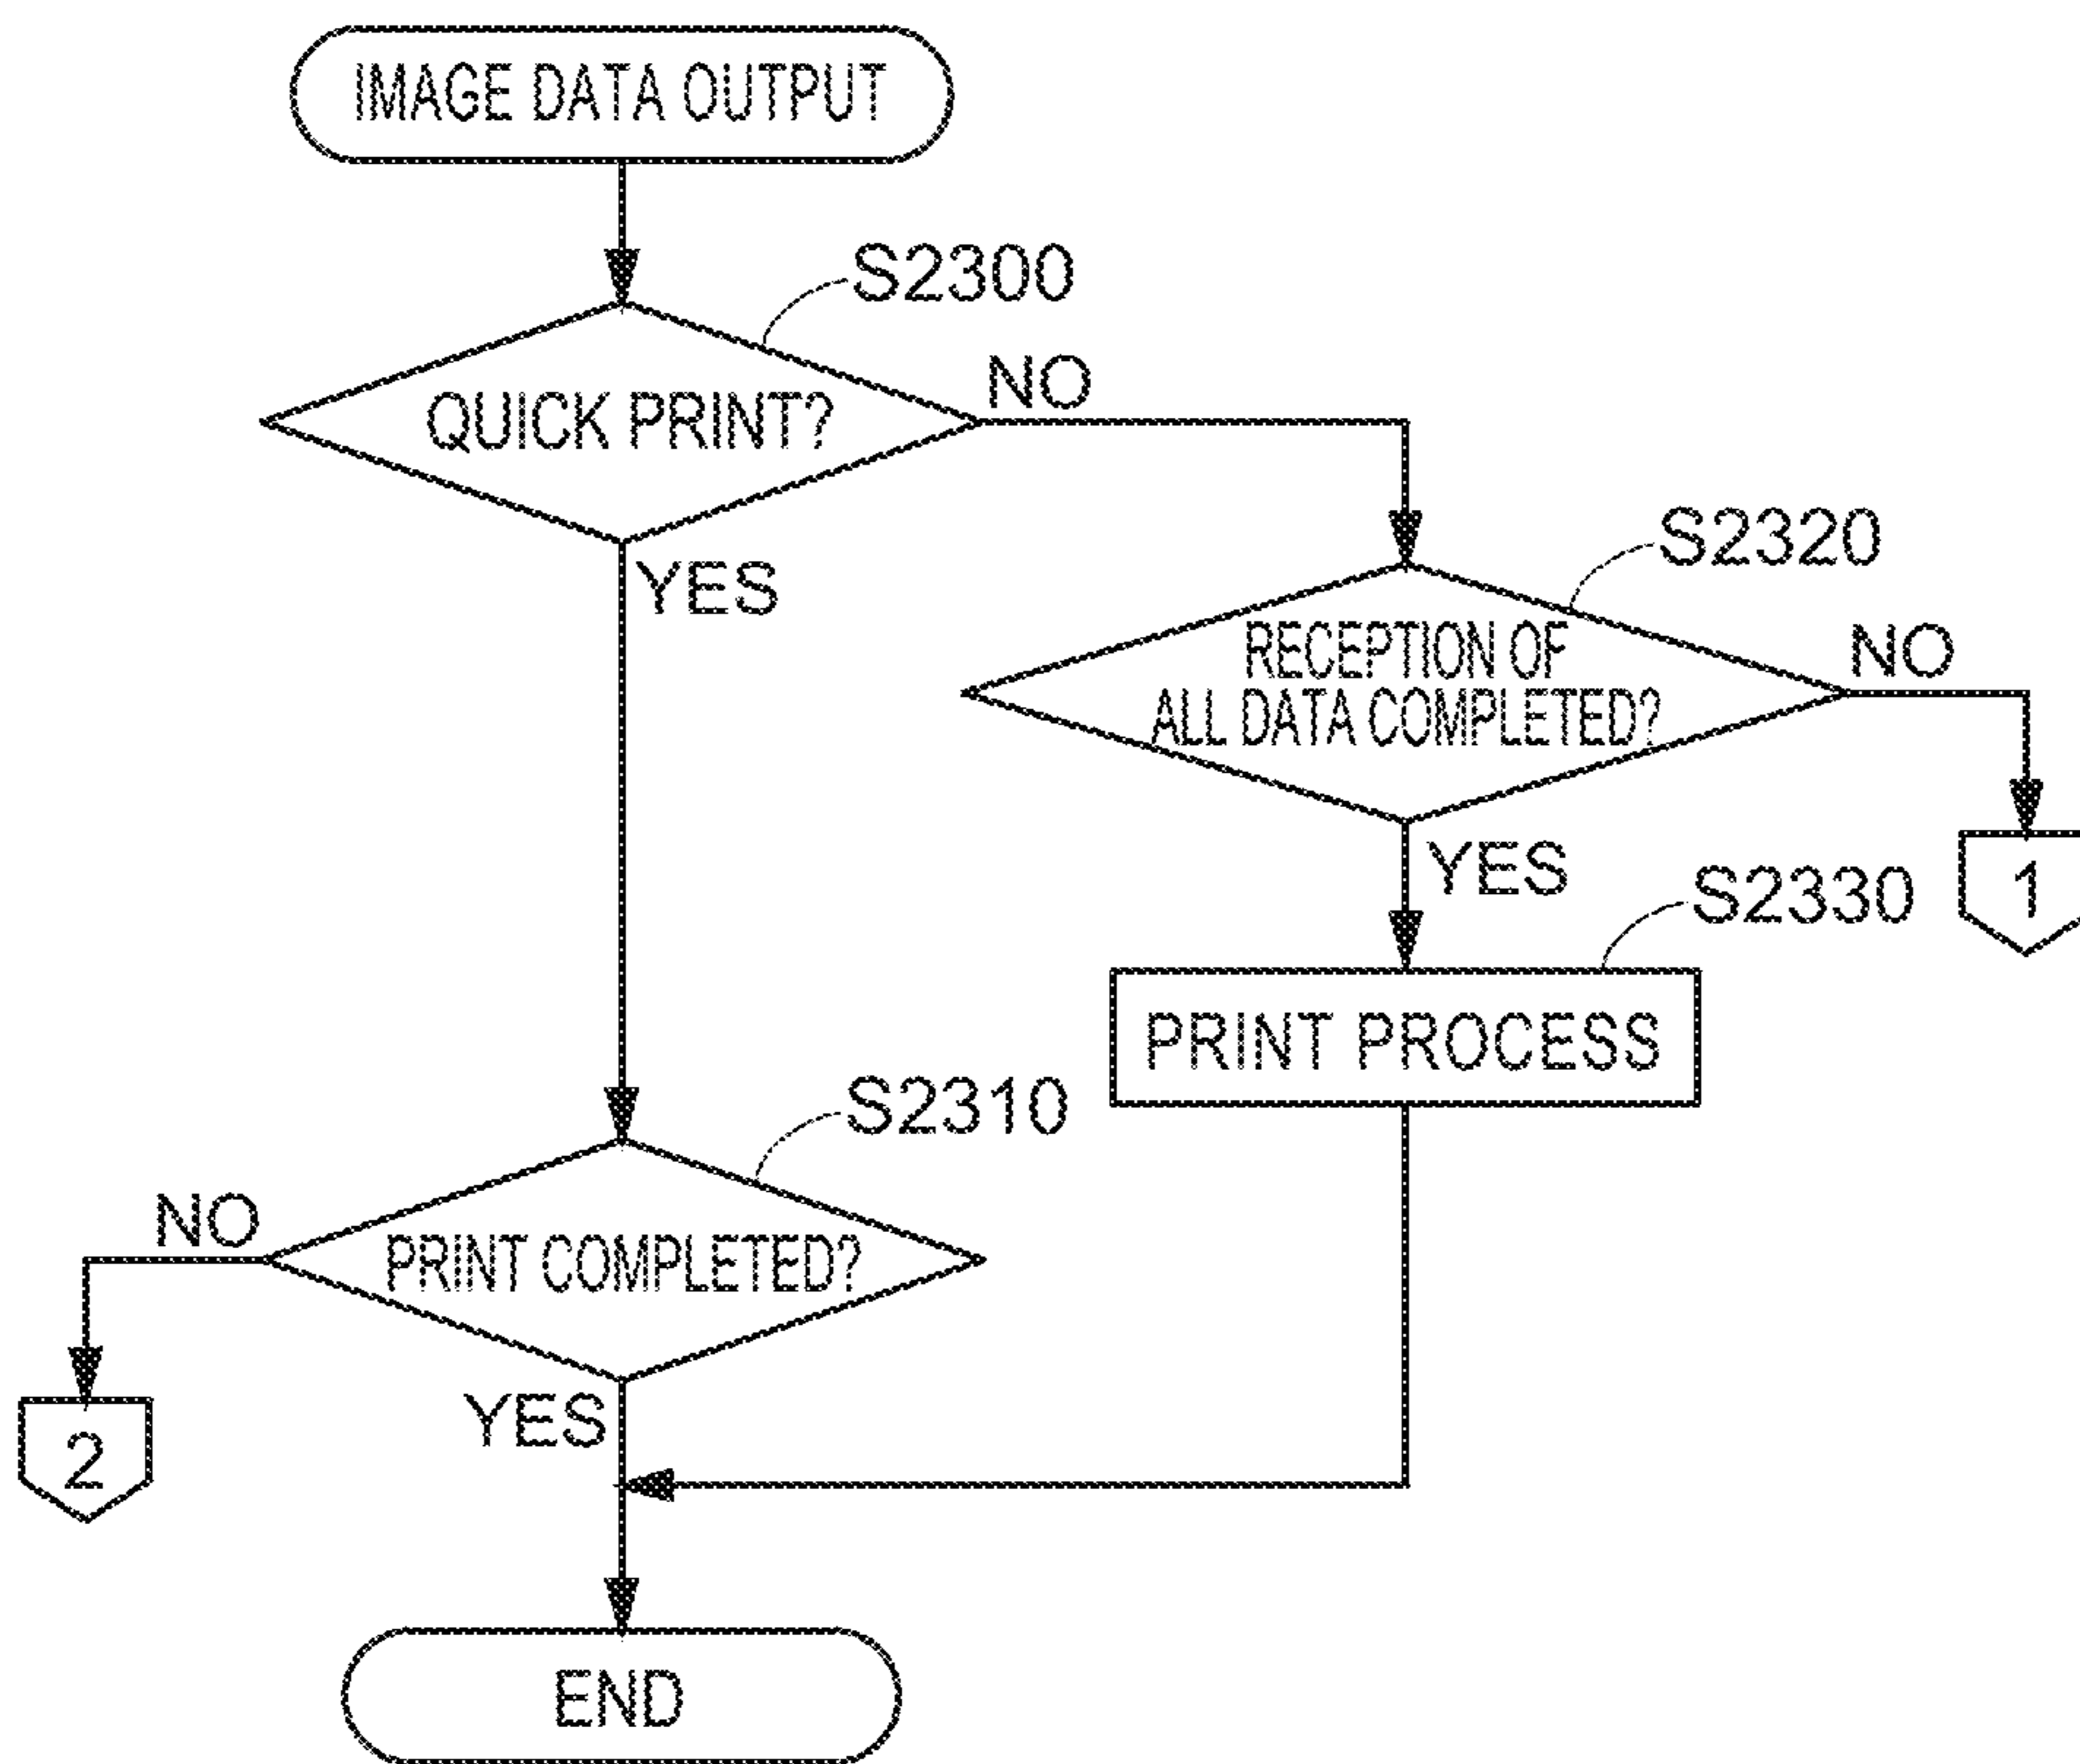 IMAGE DATA OUTPUT
S2300
QUICK PRINT?
NO
YES
S2320
RECEPTION OF
ALL DATA COMPLETED?
NO
YES
1
S2330
PRINT PROCESS
S2310
PRINT COMPLETED?
NO
YES
2
END